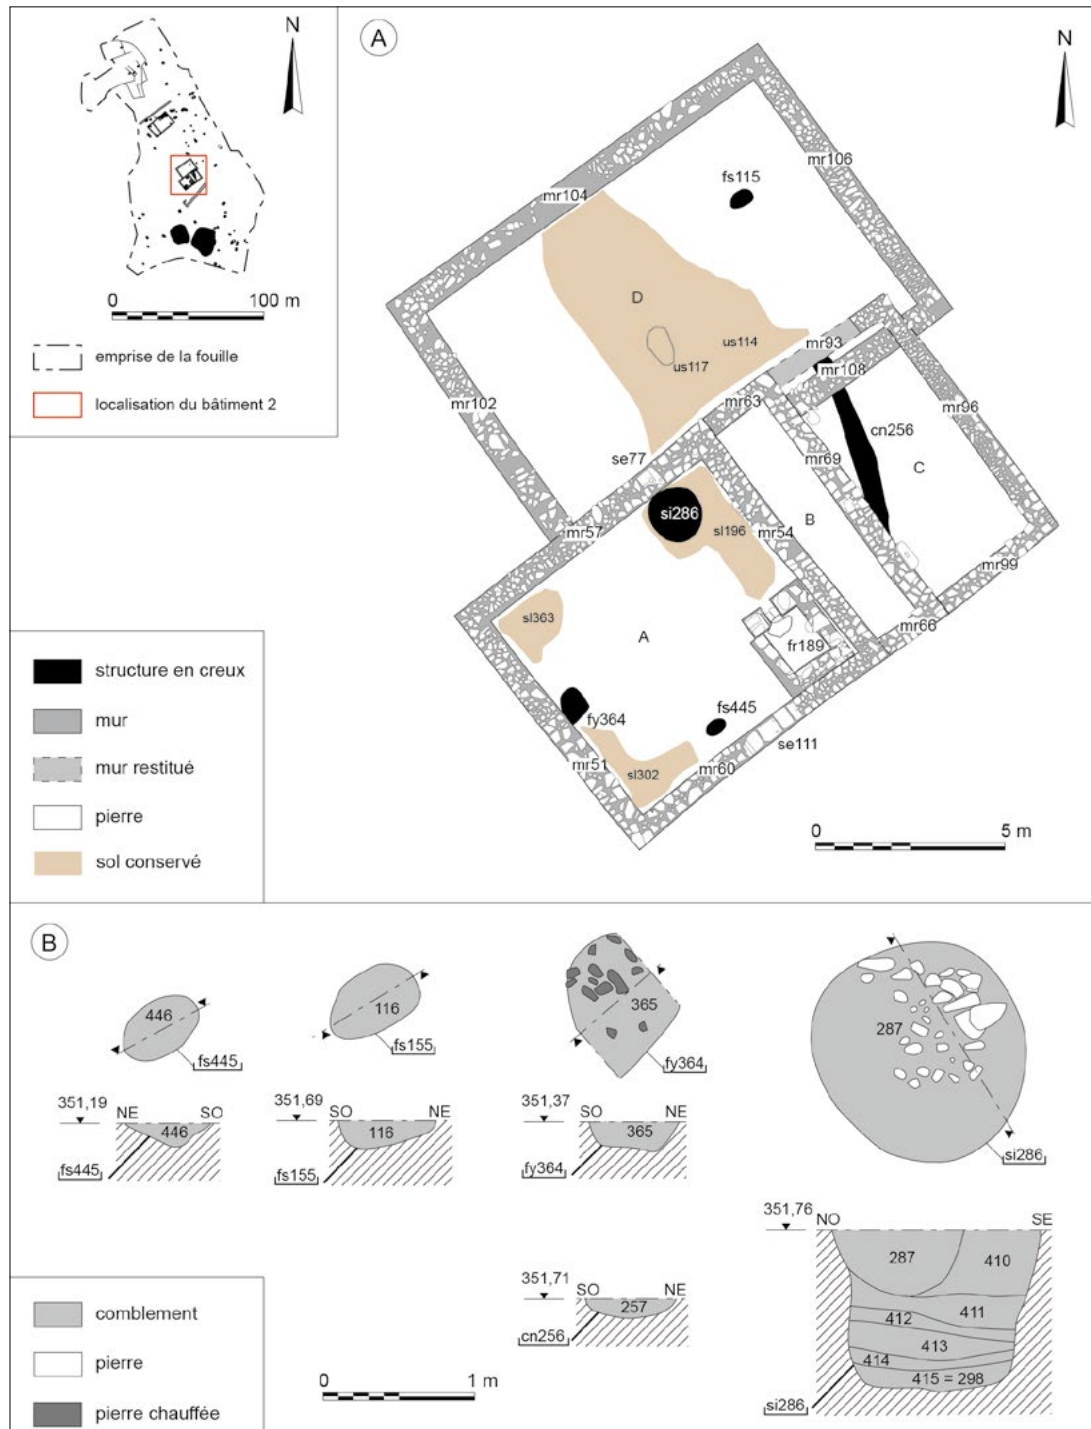 N
0 100 m
emprise de la fouille
localisation du bâtiment 2
A
N
mr104
mr106
fs115
D
us114
us117
mr93
mr108
mr102
mr63
mr96
cn256
mr69
C
se77
si286
sl196
mr54
B
mr57
mr99
sl363
A
fr189
mr66
fy364
fs445
se111
mr51
sl302
mr60
0 5 m
structure en creux
mur
mur restitué
pierre
sol conservé
B
446
fs445
116
fs155
365
fy364
287
si286
351,19 NE SO
446
fs445
351,69 SO NE
116
fs155
351,37 SO NE
365
fy364
351,76 NO SE
287 410
411
412
413
414
415 = 298
si286
351,71 SO NE
257
cn256
0 1 m
comblement
pierre
pierre chauffée